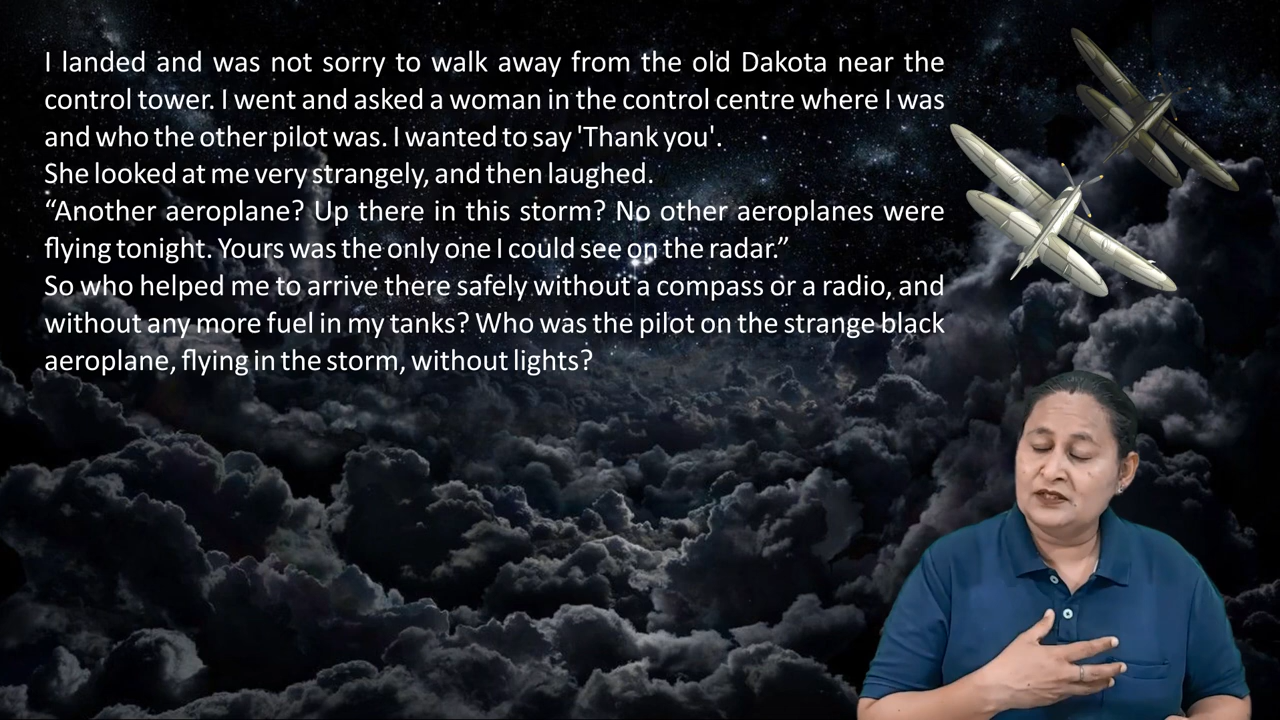 I landed and was not sorry to walk away from the old Dakota near the
control tower. I went and asked a woman in the control centre where I was
and who the other pilot was. I wanted to say 'Thank you'.
She looked at me very strangely, and then laughed.
“Another aeroplane? Up there in this storm? No other aeroplanes were
flying tonight. Yours was the only one I could see on the radar.”
So who helped me to arrive there safely without a compass or a radio, and
without any more fuel in my tanks? Who was the pilot on the strange black
aeroplane, flying in the storm, without lights?